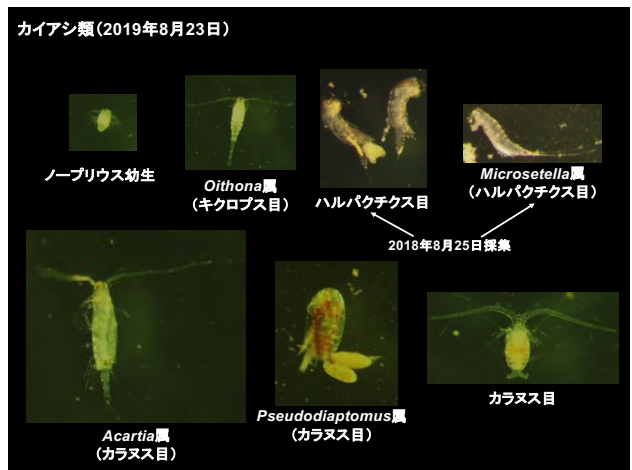 カイアシ類（2019年8月23日）
ノープリウス幼生
Oithona属
（キクロプス目）
ハルパクチクス目
Microsetella属
（ハルパクチクス目）
2018年8月25日採集
Acartia属
（カラヌス目）
Pseudodiaptomus属
（カラヌス目）
カラヌス目